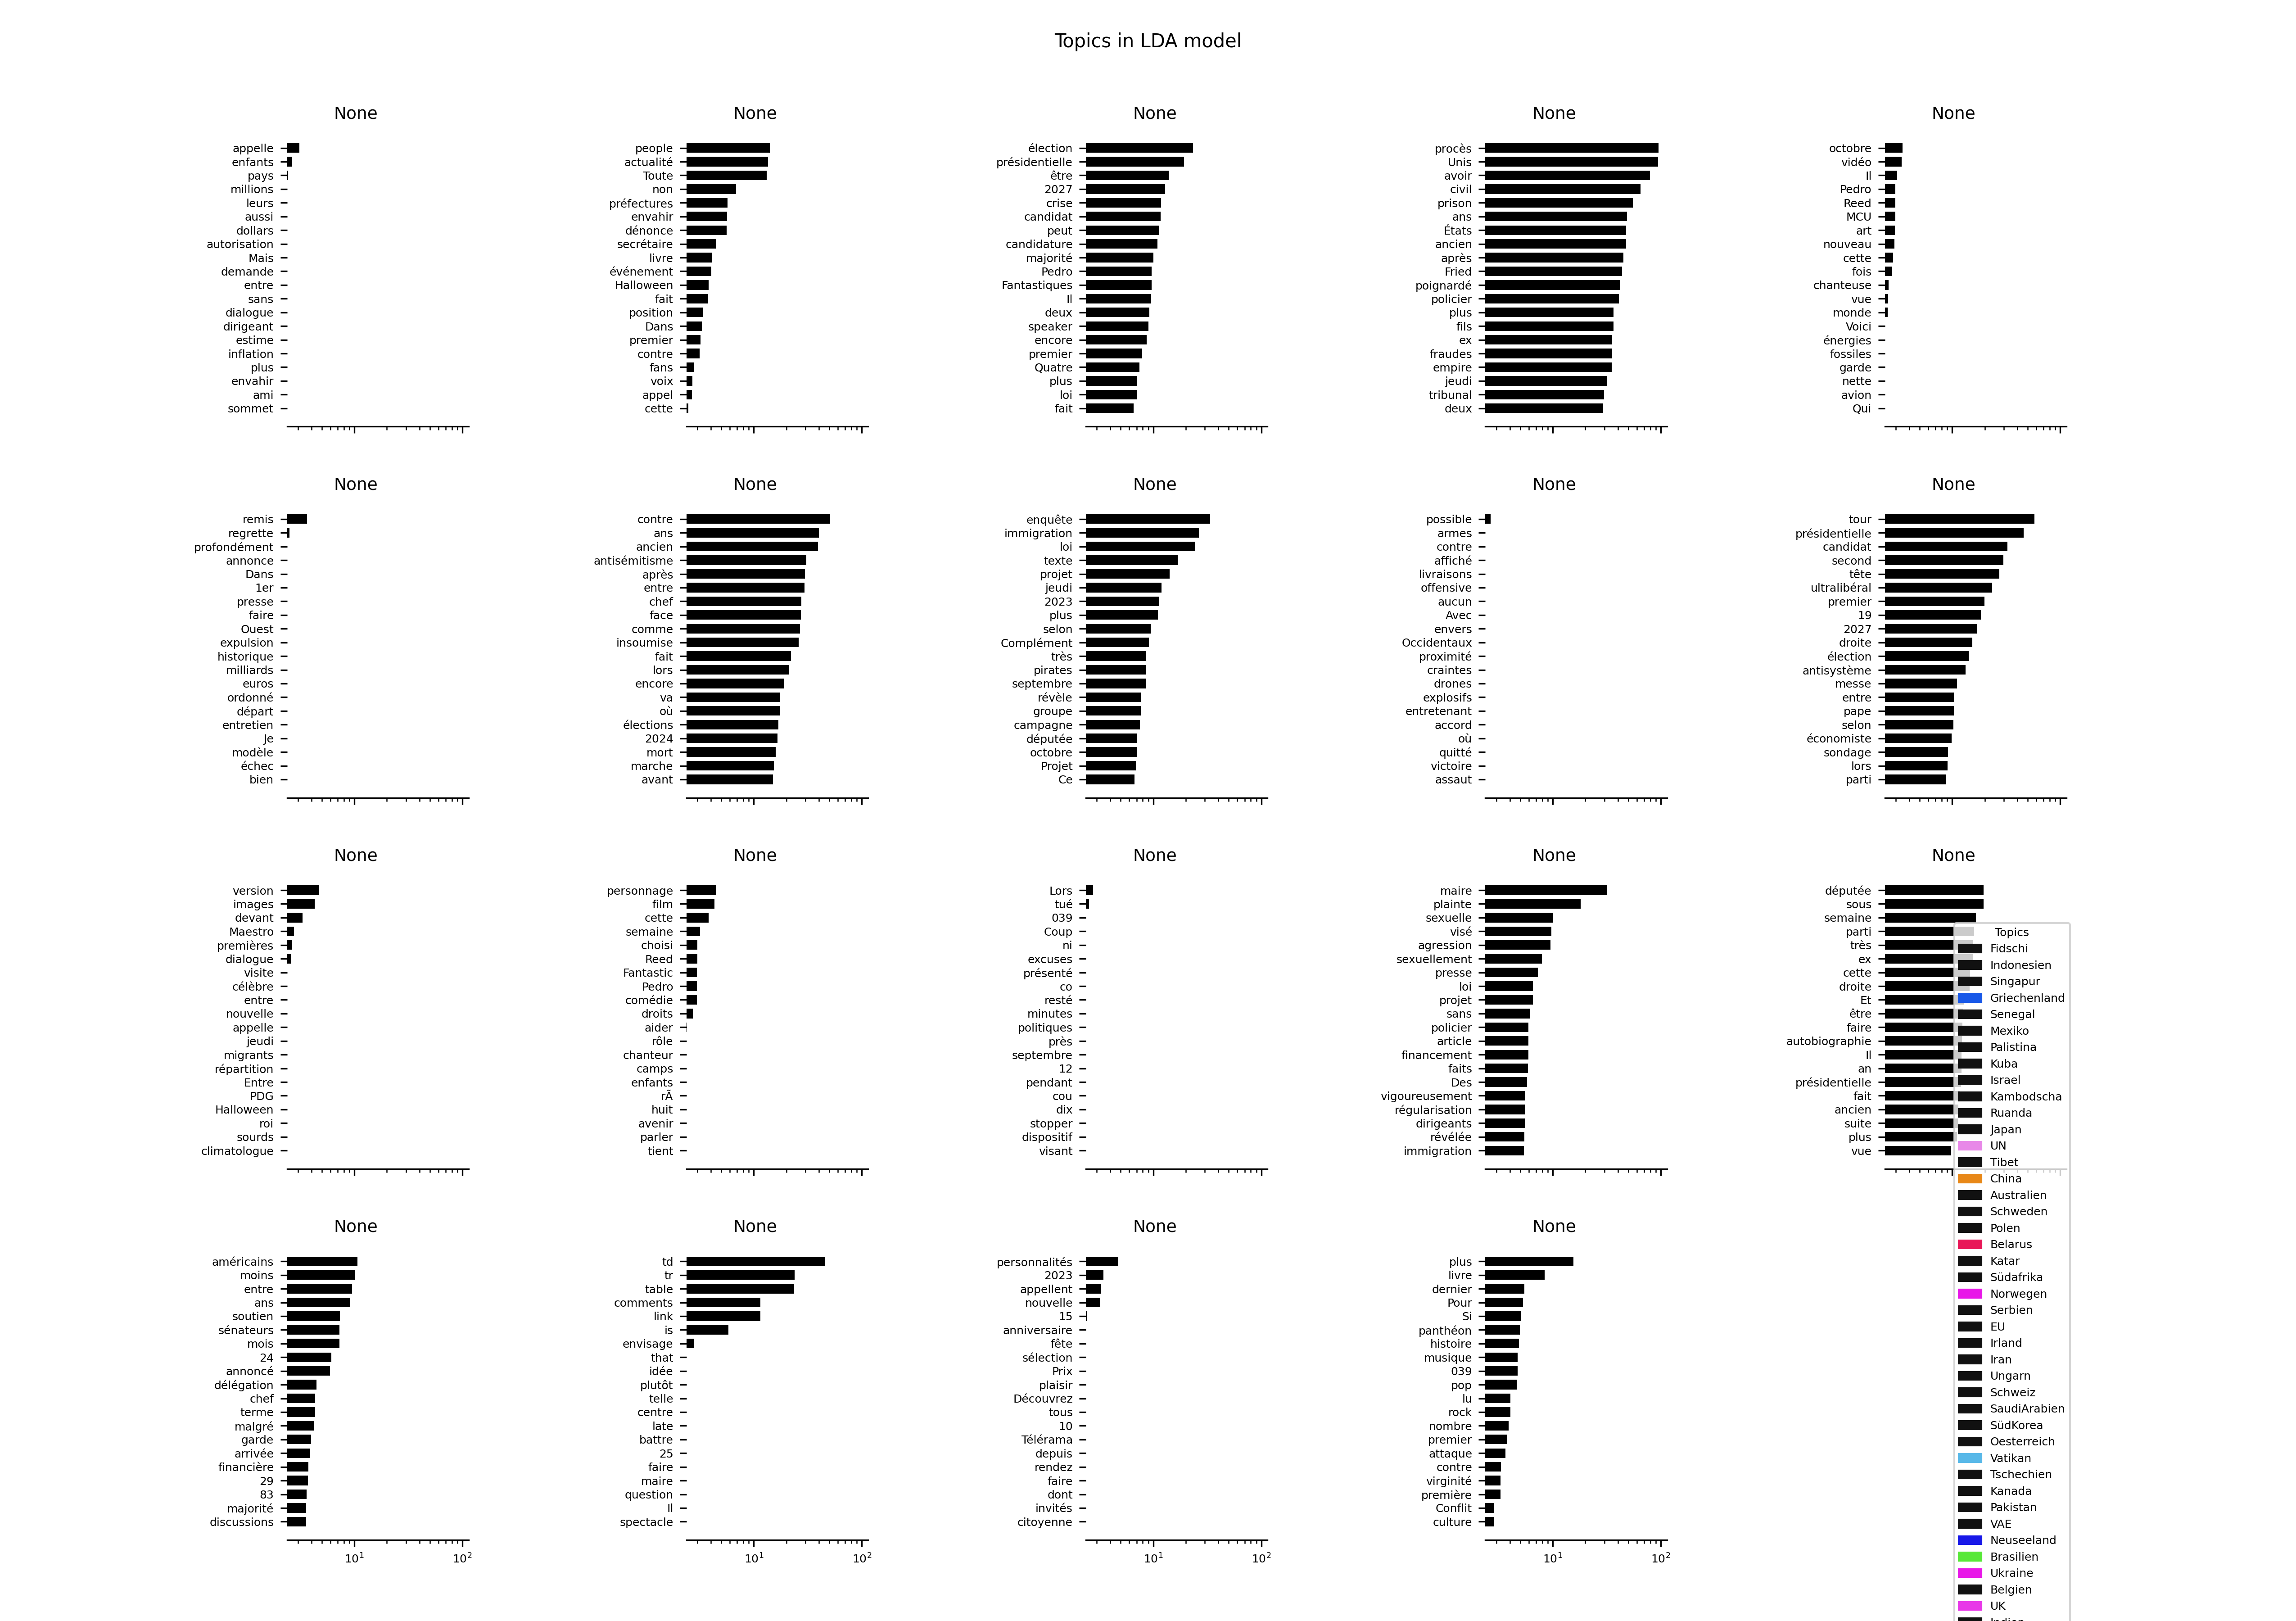 Topics in LDA model
None
appelle
enfants
pays
millions
leurs
aussi
dollars
autorisation
Mais
demande
entre
sans
dialogue
dirigeant
estime
inflation
plus
envahir
ami
sommet
None
people
actualité
Toute
non
préfectures
envahir
dénonce
secrétaire
livre
événement
Halloween
fait
position
Dans
premier
contre
fans
voix
appel
cette
None
élection
présidentielle
être
2027
crise
candidat
peut
candidature
majorité
Pedro
Fantastiques
Il
deux
speaker
encore
premier
Quatre
plus
loi
fait
None
procès
Unis
avoir
civil
prison
ans
États
ancien
après
Fried
poignardé
policier
plus
fils
ex
fraudes
empire
jeudi
tribunal
deux
None
octobre
vidéo
Il
Pedro
Reed
MCU
art
nouveau
cette
fois
chanteuse
vue
monde
Voici
énergies
fossiles
garde
nette
avion
Qui
None
remis
regrette
profondément
annonce
Dans
1er
presse
faire
Ouest
expulsion
historique
milliards
euros
ordonné
départ
entretien
Je
modèle
échec
bien
None
contre
ans
ancien
antisémitisme
après
entre
chef
face
comme
insoumise
fait
lors
encore
va
où
élections
2024
mort
marche
avant
None
enquête
immigration
loi
texte
projet
jeudi
2023
plus
selon
Complément
très
pirates
septembre
révèle
groupe
campagne
députée
octobre
Projet
Ce
None
possible
armes
contre
affiché
livraisons
offensive
aucun
Avec
envers
Occidentaux
proximité
craintes
drones
explosifs
entretenant
accord
où
quitté
victoire
assaut
None
tour
présidentielle
candidat
second
tête
ultralibéral
premier
19
2027
droite
élection
antisystème
messe
entre
pape
selon
économiste
sondage
lors
parti
None
version
images
devant
Maestro
premières
dialogue
visite
célèbre
entre
nouvelle
appelle
jeudi
migrants
répartition
Entre
PDG
Halloween
roi
sourds
climatologue
None
personnage
film
cette
semaine
choisi
Reed
Fantastic
Pedro
comédie
droits
aider
rôle
chanteur
camps
enfants
rÃ
huit
avenir
parler
tient
None
Lors
tué
039
Coup
ni
excuses
présenté
co
resté
minutes
politiques
près
septembre
12
pendant
cou
dix
stopper
dispositif
visant
None
maire
plainte
sexuelle
visé
agression
sexuellement
presse
loi
projet
sans
policier
article
financement
faits
Des
vigoureusement
régularisation
dirigeants
révélée
immigration
None
députée
sous
semaine
parti
très
ex
cette
droite
Et
être
faire
autobiographie
Il
an
présidentielle
fait
ancien
suite
plus
vue
Topics
Fidschi
Indonesien
Singapur
Griechenland
Senegal
Mexiko
Palistina
Kuba
Israel
Kambodscha
Ruanda
Japan
UN
Tibet
China
Australien
Schweden
Polen
Belarus
Katar
Südafrika
Norwegen
Serbien
EU
Irland
Iran
Ungarn
Schweiz
SaudiArabien
SüdKorea
Oesterreich
Vatikan
Tschechien
Kanada
Pakistan
VAE
Neuseeland
Brasilien
Ukraine
Belgien
UK
None
américains
moins
entre
ans
soutien
sénateurs
mois
24
annoncé
délégation
chef
terme
malgré
garde
arrivée
financière
29
83
majorité
discussions
10¹ 10²
None
td
tr
table
comments
link
is
envisage
that
idée
plutôt
telle
centre
late
battre
25
faire
maire
question
Il
spectacle
10¹ 10²
None
personnalités
2023
appellent
nouvelle
15
anniversaire
fête
sélection
Prix
plaisir
Découvrez
tous
10
Télérama
depuis
rendez
faire
dont
invités
citoyenne
10¹ 10²
None
plus
livre
dernier
Pour
Si
panthéon
histoire
musique
039
pop
lu
rock
nombre
premier
attaque
contre
virginité
première
Conflit
culture
10¹ 10²